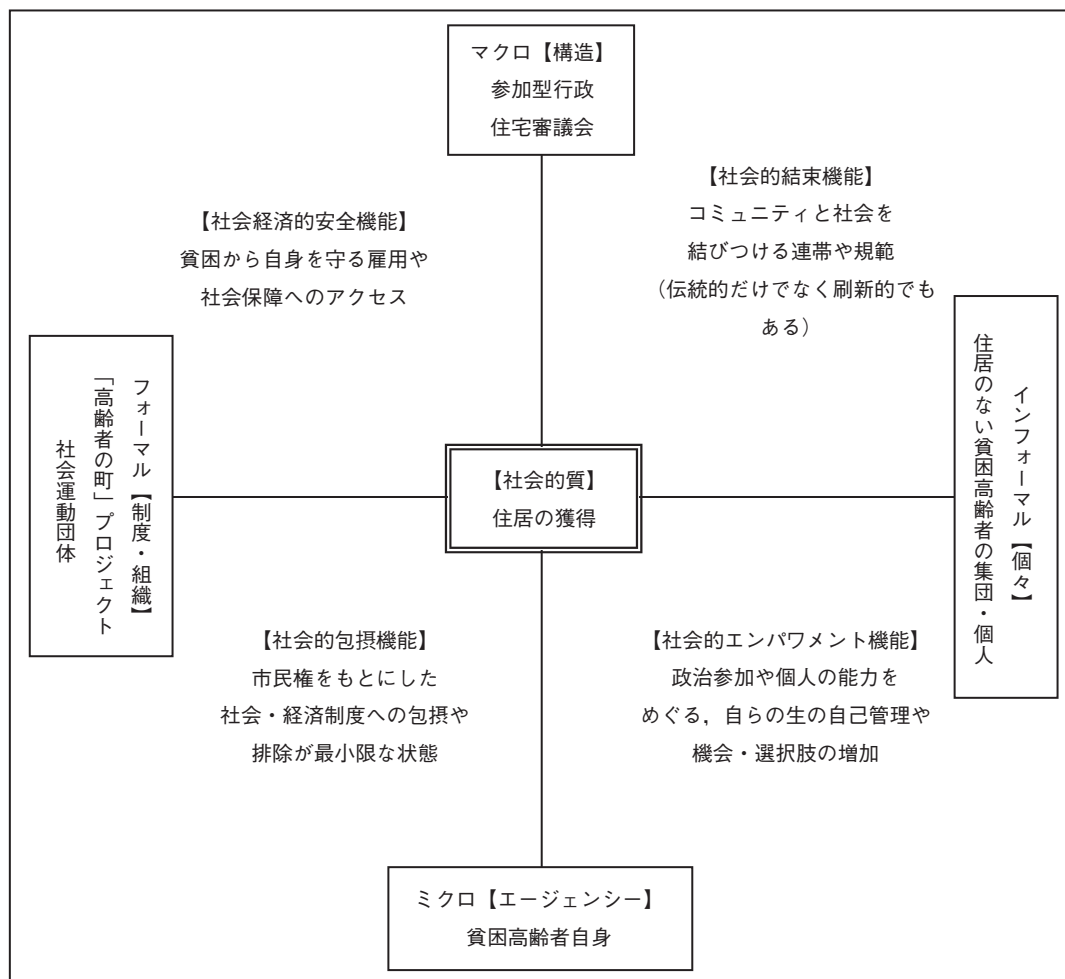 マクロ【構造】
参加型行政
住宅審議会
【社会的結束機能】
コミュニティと社会を
結びつける連帯や規範
（伝統的だけでなく刷新的でも
ある）
【社会経済的安全機能】
貧困から自身を守る雇用や
社会保障へのアクセス
フォーマル【制度・組織】
「高齢者の町」プロジェクト
社会運動団体
【社会的質】
住居の獲得
インフォーマル【個々】
住居のない貧困高齢者の集団・個人
【社会的包摂機能】
市民権をもとにした
社会・経済制度への包摂や
排除が最小限な状態
【社会的エンパワメント機能】
政治参加や個人の能力を
めぐる，自らの生の自己管理や
機会・選択肢の増加
ミクロ【エージェンシー】
貧困高齢者自身